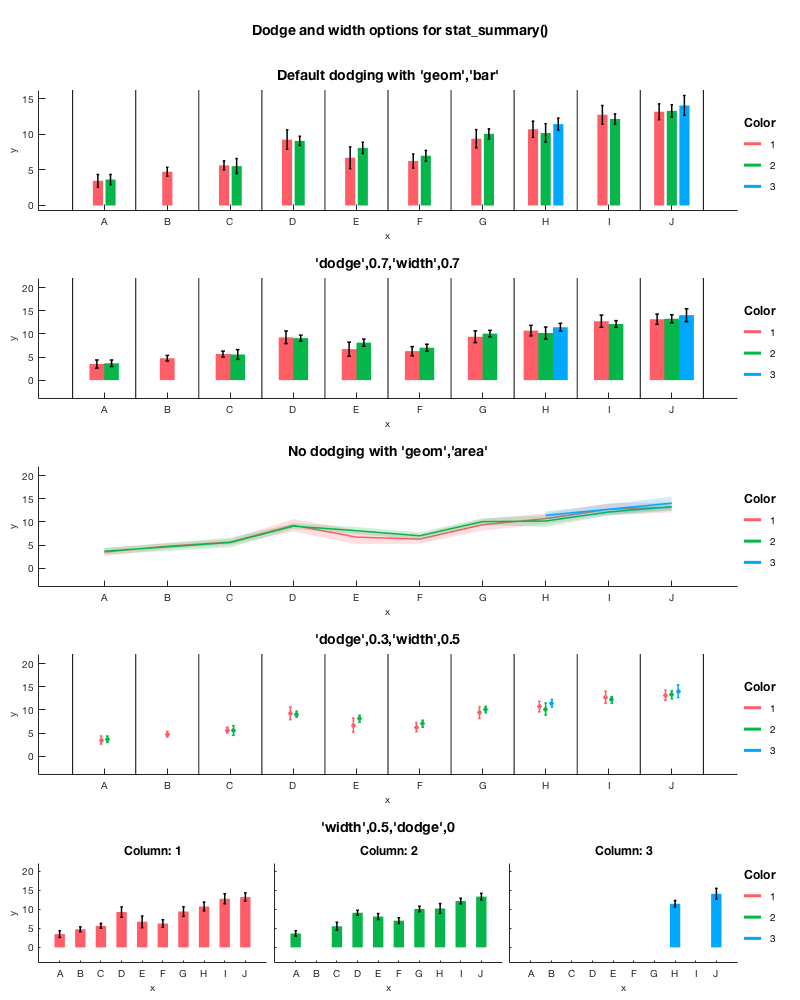 Dodge and width options for stat_summary()
Default dodging with 'geom','bar'
15
10
5
0
y
A B C D E F G H I J
x
Color
1
2
3
'dodge',0.7,'width',0.7
20
15
10
5
0
y
A B C D E F G H I J
x
Color
1
2
3
No dodging with 'geom','area'
20
15
10
5
0
y
A B C D E F G H I J
x
Color
1
2
3
'dodge',0.3,'width',0.5
20
15
10
5
0
y
A B C D E F G H I J
x
Color
1
2
3
'width',0.5,'dodge',0
Column: 1
20
15
10
5
0
y
A B C D E F G H I J
x
Column: 2
A B C D E F G H I J
x
Column: 3
A B C D E F G H I J
x
Color
1
2
3